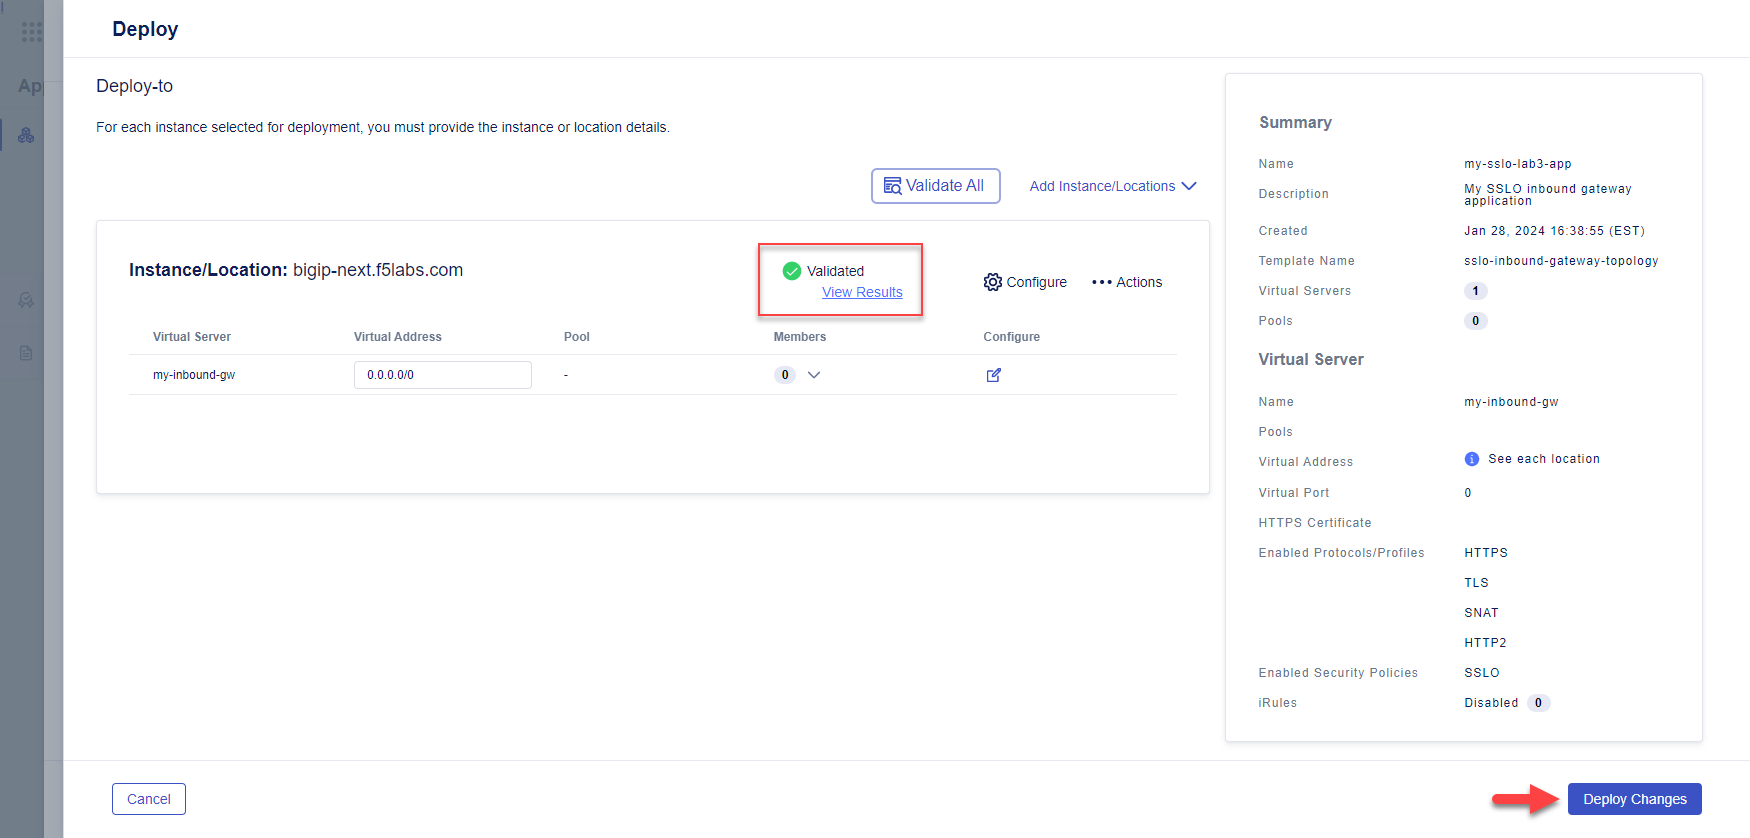 Deploy
App
Deploy-to
For each instance selected for deployment, you must provide the instance or location details.
Validate All
Add Instance/Locations
Instance/Location: bigip-next.f5labs.com
Validated
View Results
Configure
Actions
Virtual Server Virtual Address Pool Members Configure
my-inbound-gw 0.0.0.0/0 - 0
Summary
Name my-sslo-lab3-app
Description My SSLO inbound gateway
application
Created Jan 28, 2024 16:38:55 (EST)
Template Name sslo-inbound-gateway-topology
Virtual Servers 1
Pools 0
Virtual Server
Name my-inbound-gw
Pools
Virtual Address See each location
Virtual Port 0
HTTPS Certificate
Enabled Protocols/Profiles HTTPS
TLS
SNAT
HTTP2
Enabled Security Policies SSLO
iRules Disabled 0
Cancel
Deploy Changes